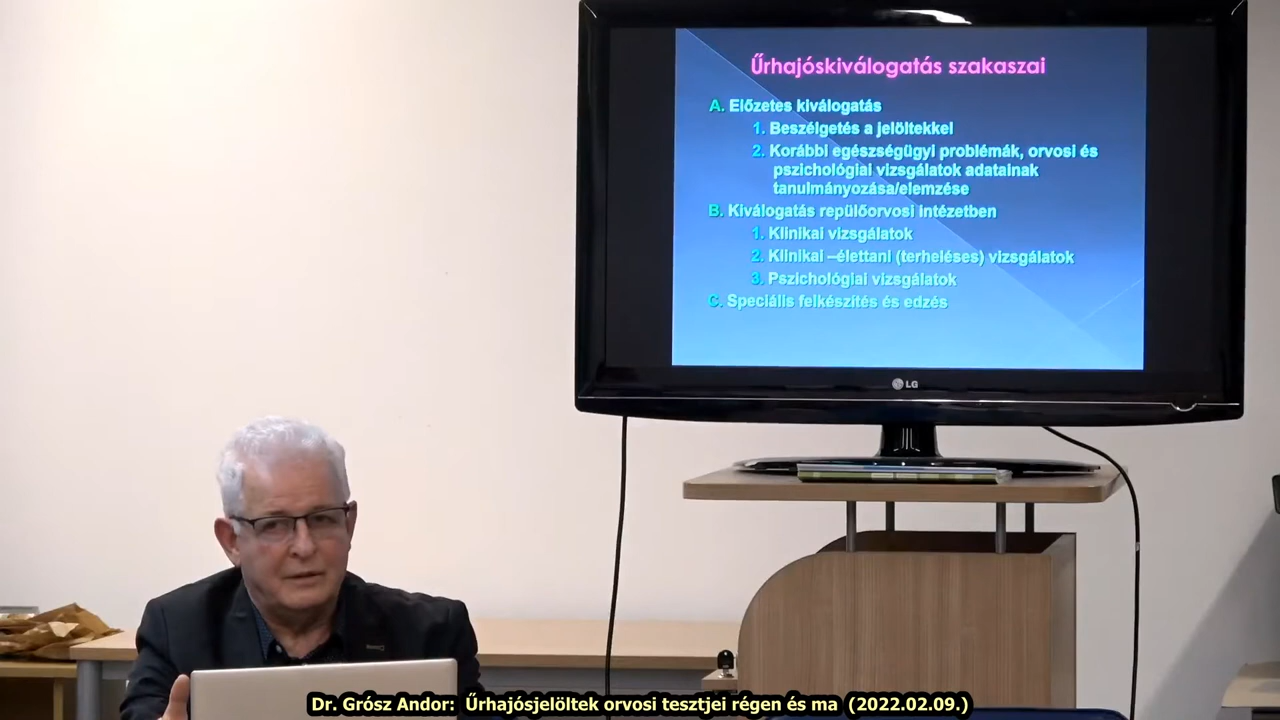 Űrhajóskiválogatás szakaszai
A. Előzetes kiválogatás
1. Beszélgetés a jelöltekkel
2. Korábbi egészségügyi problémák, orvosi és
pszichológiai vizsgálatok adatainak
tanulmányozása/elemzése
B. Kiválogatás repülőorvosi intézetben
1. Klinikai vizsgálatok
2. Klinikai –élettani (terheléses) vizsgálatok
3. Pszichológiai vizsgálatok
C. Speciális felkészítés és edzés
LG
Dr. Grósz Andor: Űrhajósjelöltek orvosi tesztjei régen és ma (2022.02.09.)